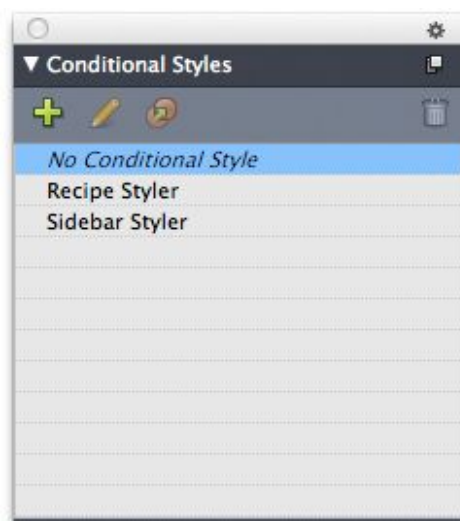 Conditional Styles
No Conditional Style
Recipe Styler
Sidebar Styler